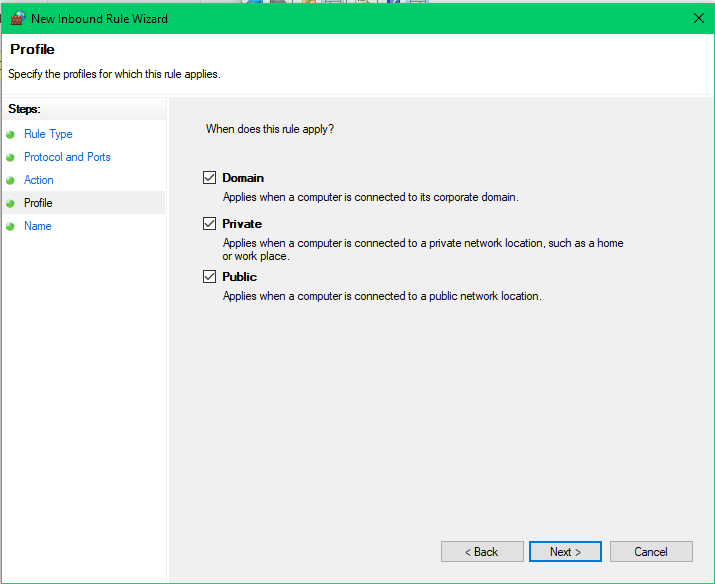 New Inbound Rule Wizard
Profile
Specify the profiles for which this rule applies.
Steps:
Rule Type
Protocol and Ports
Action
Profile
Name
When does this rule apply?
Domain
Applies when a computer is connected to its corporate domain.
Private
Applies when a computer is connected to a private network location, such as a home
or work place.
Public
Applies when a computer is connected to a public network location.
< Back
Next >
Cancel